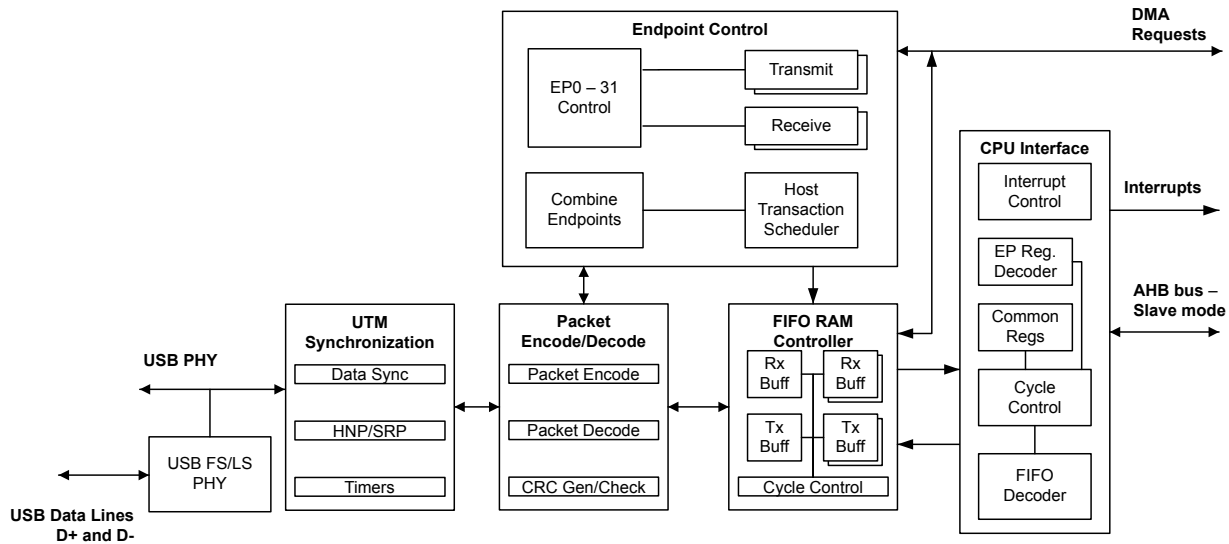 Endpoint Control
EP0 – 31
Control
Transmit
Receive
Combine
Endpoints
Host
Transaction
Scheduler
DMA
Requests
CPU Interface
Interrupt
Control
Interrupts
EP Reg.
Decoder
Common
Regs
AHB bus –
Slave mode
Cycle
Control
FIFO
Decoder
UTM
Synchronization
Data Sync
HNP/SRP
Timers
Packet
Encode/Decode
Packet Encode
Packet Decode
CRC Gen/Check
FIFO RAM
Controller
Rx
Buff
Rx
Buff
Tx
Buff
Tx
Buff
Cycle Control
USB PHY
USB FS/LS
PHY
USB Data Lines
D+ and D-